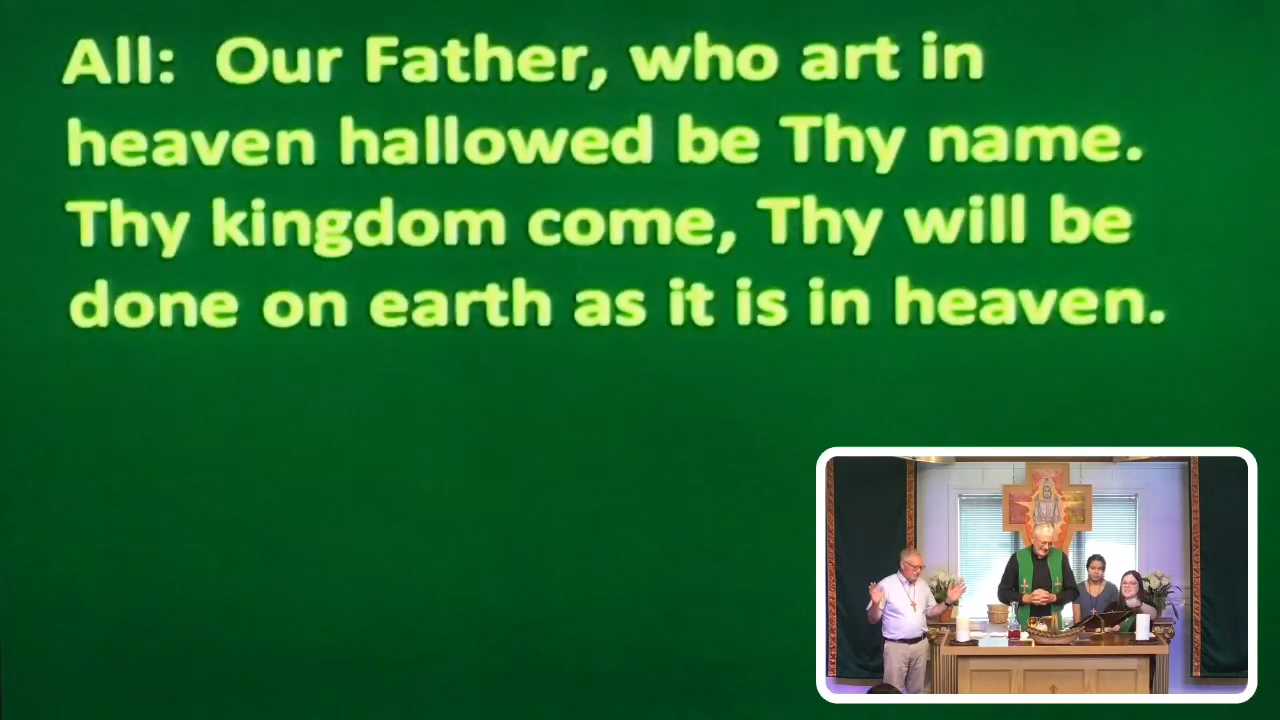 All: Our Father, who art in
heaven hallowed be Thy name.
Thy kingdom come, Thy will be
done on earth as it is in heaven.